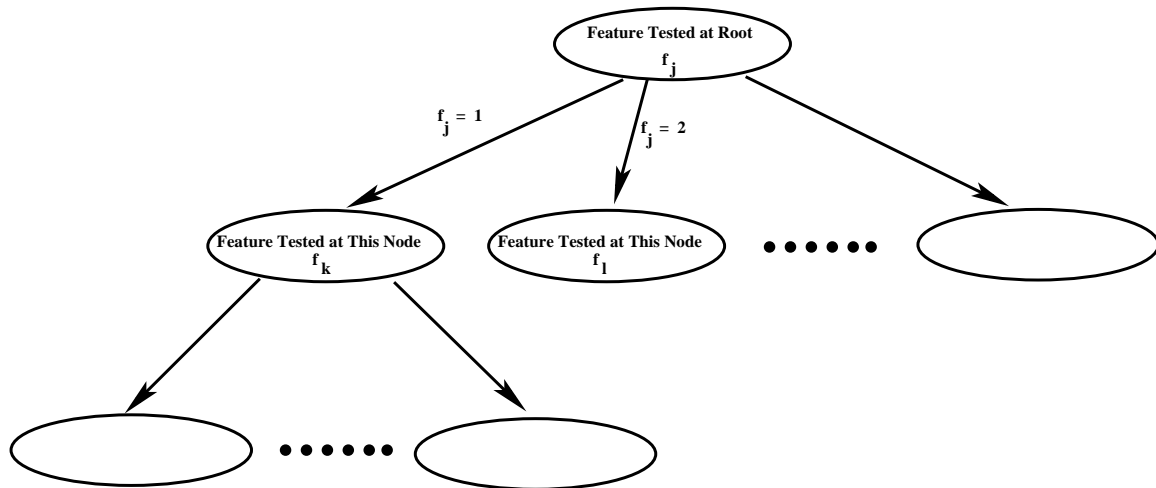 Feature Tested at Root
f_j
f_j = 1
f_j = 2
Feature Tested at This Node
f_k
Feature Tested at This Node
f_l